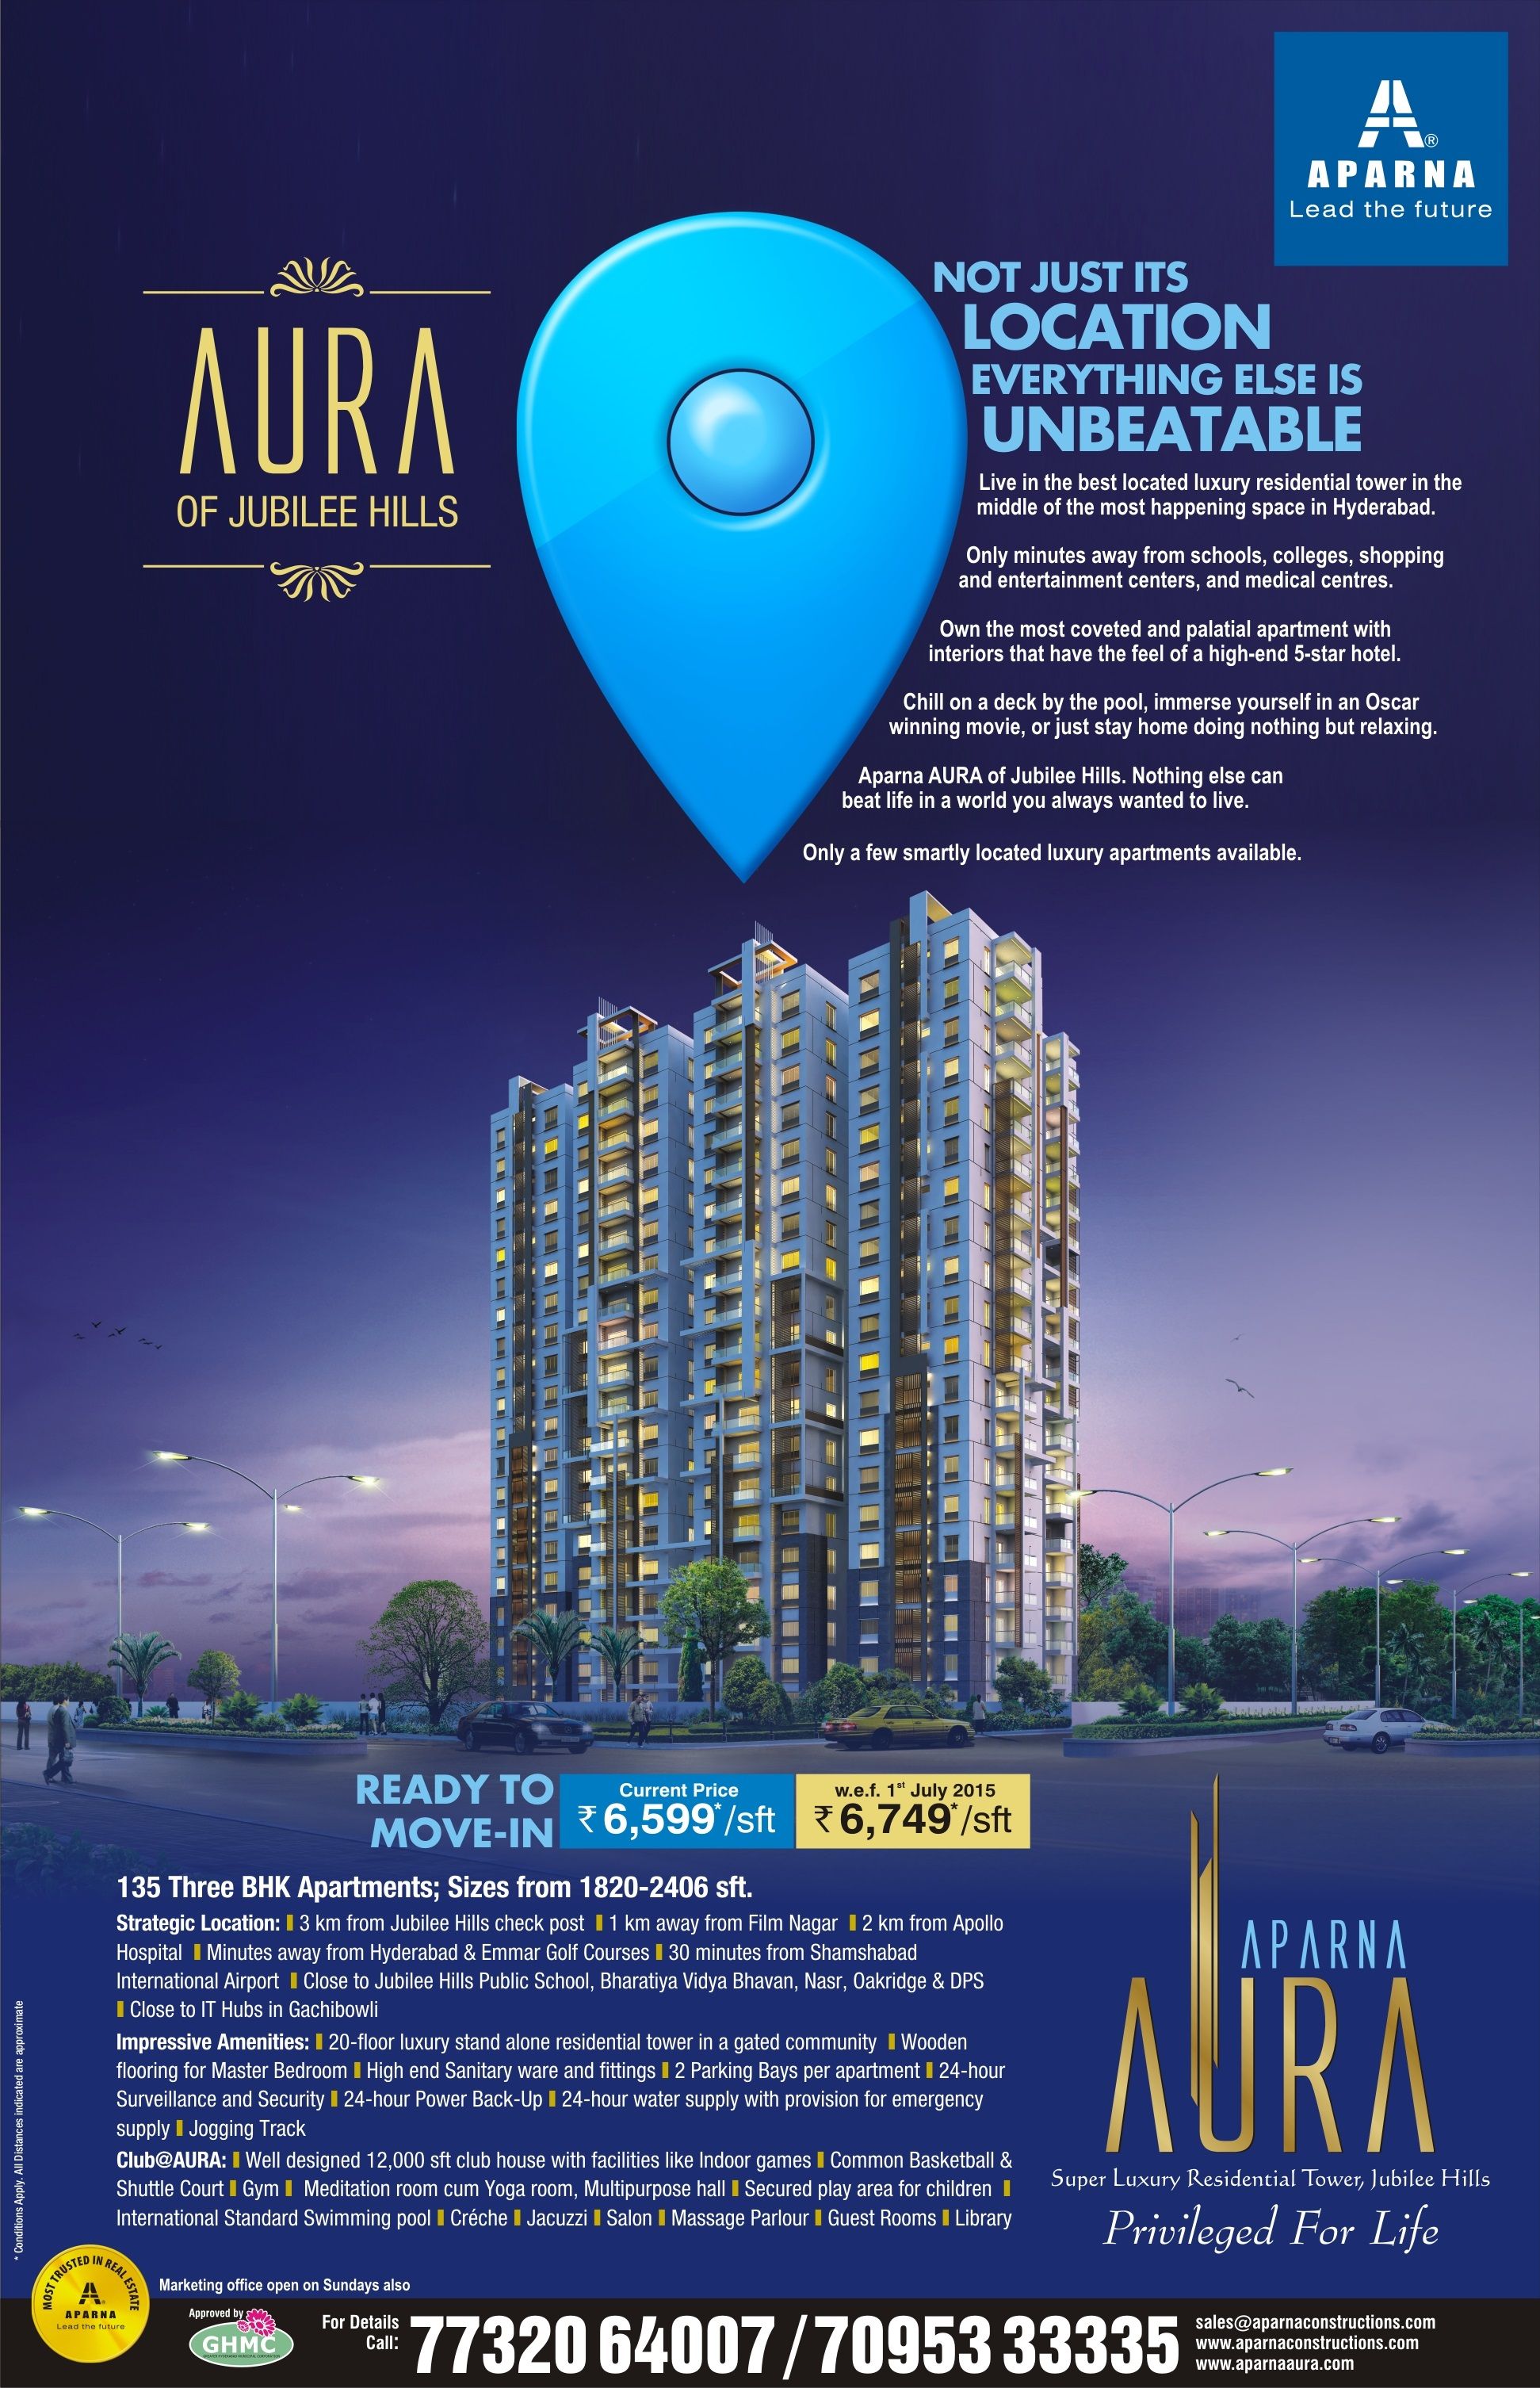 A®
APARNA
Lead the future
AURA
OF JUBILEE HILLS
NOT JUST ITS
LOCATION
EVERYTHING ELSE IS
UNBEATABLE
Live in the best located luxury residential tower in the
middle of the most happening space in Hyderabad.
Only minutes away from schools, colleges, shopping
and entertainment centers, and medical centres.
Own the most coveted and palatial apartment with
interiors that have the feel of a high-end 5-star hotel.
Chill on a deck by the pool, immerse yourself in an Oscar
winning movie, or just stay home doing nothing but relaxing.
Aparna AURA of Jubilee Hills. Nothing else can
beat life in a world you always wanted to live.
Only a few smartly located luxury apartments available.
READY TO
MOVE-IN
Current Price
₹ 6,599*/sft
w.e.f. 1st July 2015
₹ 6,749*/sft
135 Three BHK Apartments; Sizes from 1820-2406 sft.
Strategic Location: ▌3 km from Jubilee Hills check post ▌1 km away from Film Nagar ▌2 km from Apollo
Hospital ▌Minutes away from Hyderabad & Emmar Golf Courses ▌30 minutes from Shamshabad
International Airport ▌Close to Jubilee Hills Public School, Bharatiya Vidya Bhavan, Nasr, Oakridge & DPS
▌Close to IT Hubs in Gachibowli
Impressive Amenities: ▌20-floor luxury stand alone residential tower in a gated community ▌Wooden
flooring for Master Bedroom ▌High end Sanitary ware and fittings ▌2 Parking Bays per apartment ▌24-hour
Surveillance and Security ▌24-hour Power Back-Up ▌24-hour water supply with provision for emergency
supply ▌Jogging Track
Club@AURA: ▌Well designed 12,000 sft club house with facilities like Indoor games ▌Common Basketball &
Shuttle Court ▌Gym ▌Meditation room cum Yoga room, Multipurpose hall ▌Secured play area for children ▌
International Standard Swimming pool ▌Créche ▌Jacuzzi ▌Salon ▌Massage Parlour ▌Guest Rooms ▌Library
APARNA
AURA
Super Luxury Residential Tower, Jubilee Hills
Privileged For Life
* Conditions Apply. All Distances indicated are approximate
MOST TRUSTED IN REAL ESTATE
A
APARNA
Lead the future
Marketing office open on Sundays also
Approved by
GHMC
GREATER HYDERABAD MUNICIPAL CORPORATION
For Details
Call:
77320 64007 / 70953 33335
sales@aparnaconstructions.com
www.aparnaconstructions.com
www.aparnaaura.com